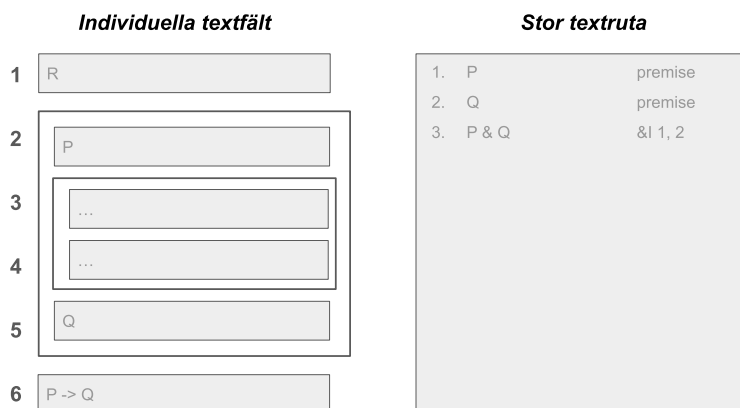 Individuella textfält
1 R
2 P
3 ...
4 ...
5 Q
6 P -> Q
Stor textruta
1. P premise
2. Q premise
3. P & Q &I 1, 2